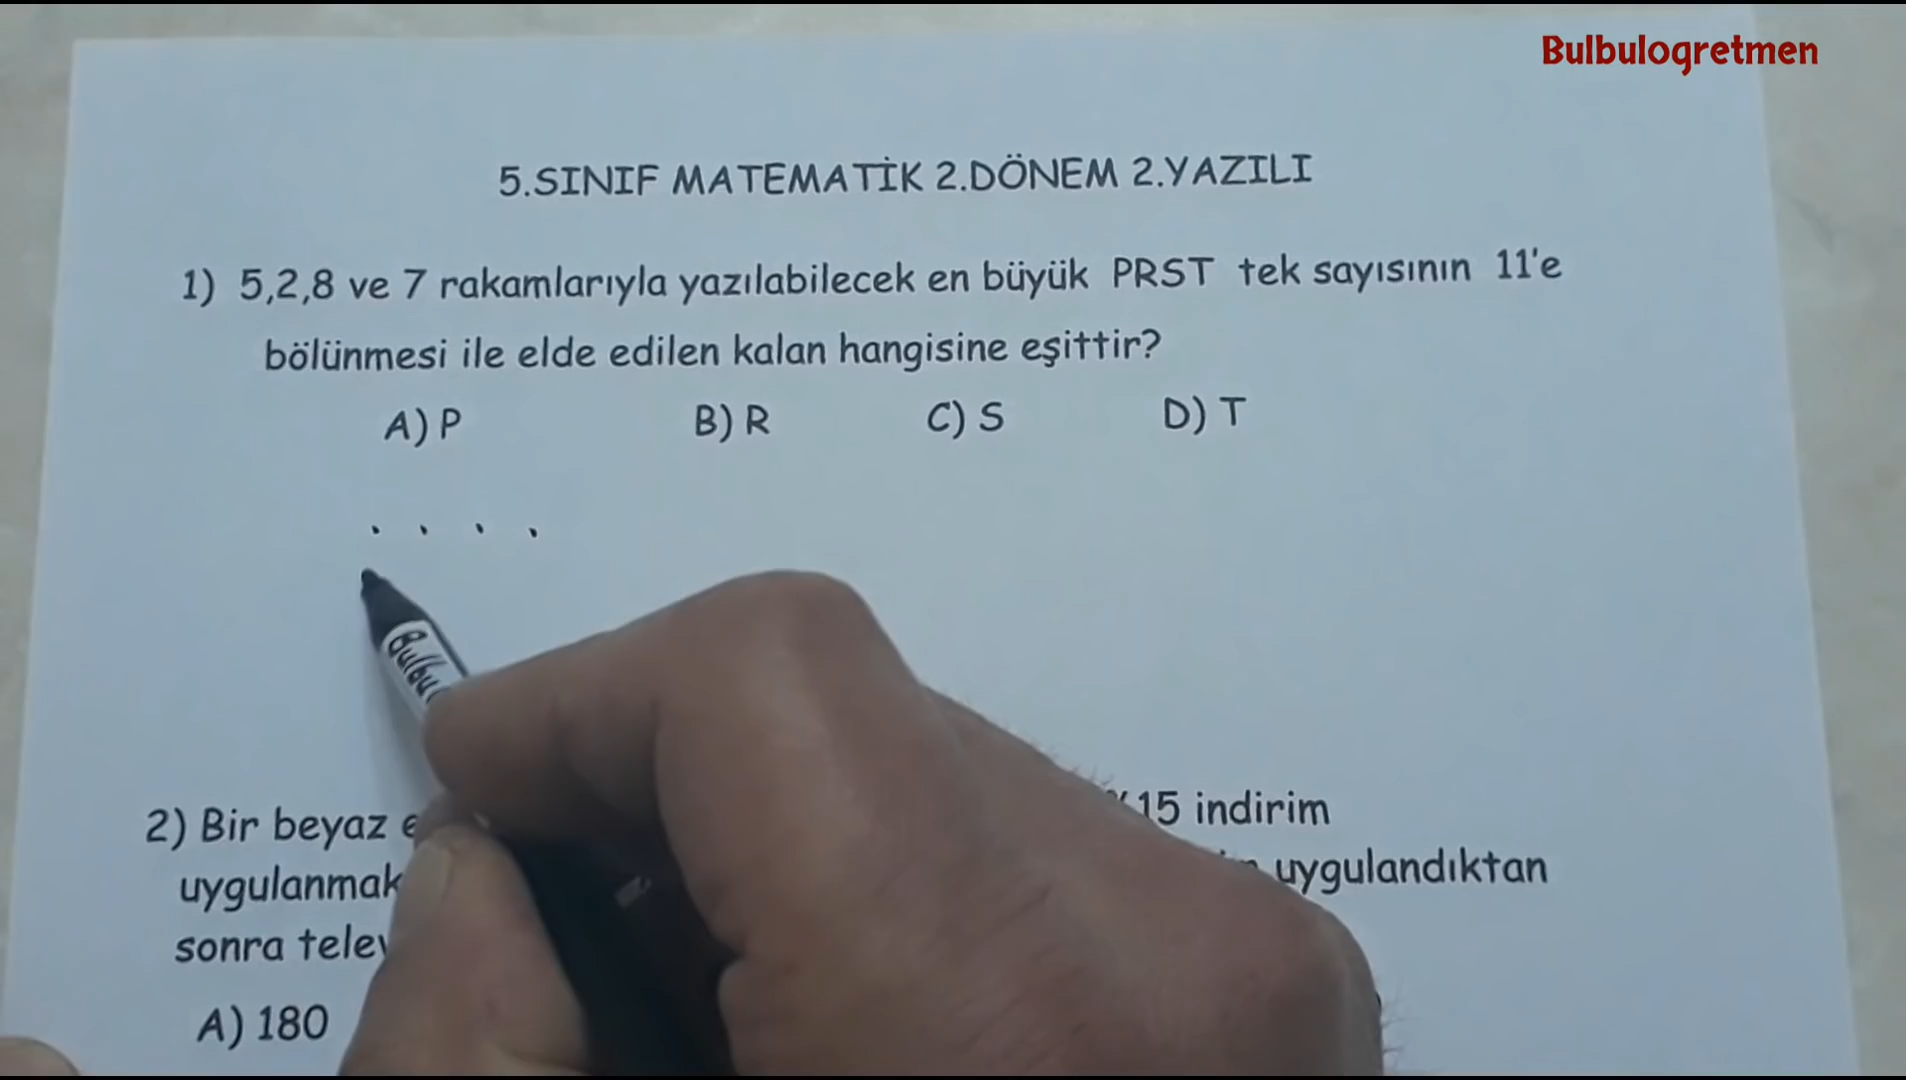 Bulbulogretmen
5.SINIF MATEMATİK 2.DÖNEM 2.YAZILI
1) 5,2,8 ve 7 rakamlarıyla yazılabilecek en büyük PRST tek sayısının 11'e
bölünmesi ile elde edilen kalan hangisine eşittir?
A) P B) R C) S D) T
2) Bir beyaz 15 indirim
uygulandıktan
sonra
A) 180